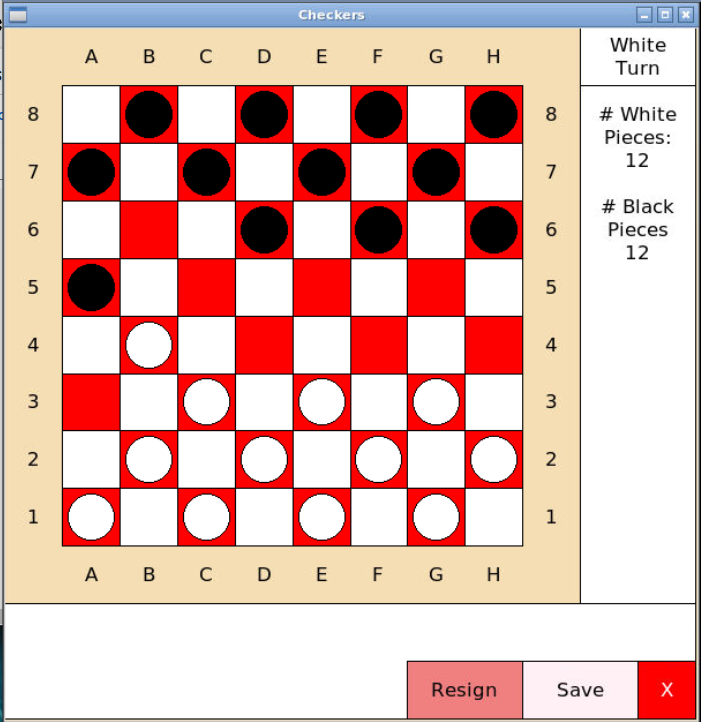 Checkers
A B C D E F G H
White
Turn
8 8
# White
Pieces:
12
7 7
# Black
Pieces
12
6 6
5 5
4 4
3 3
2 2
1 1
A B C D E F G H
Resign Save X